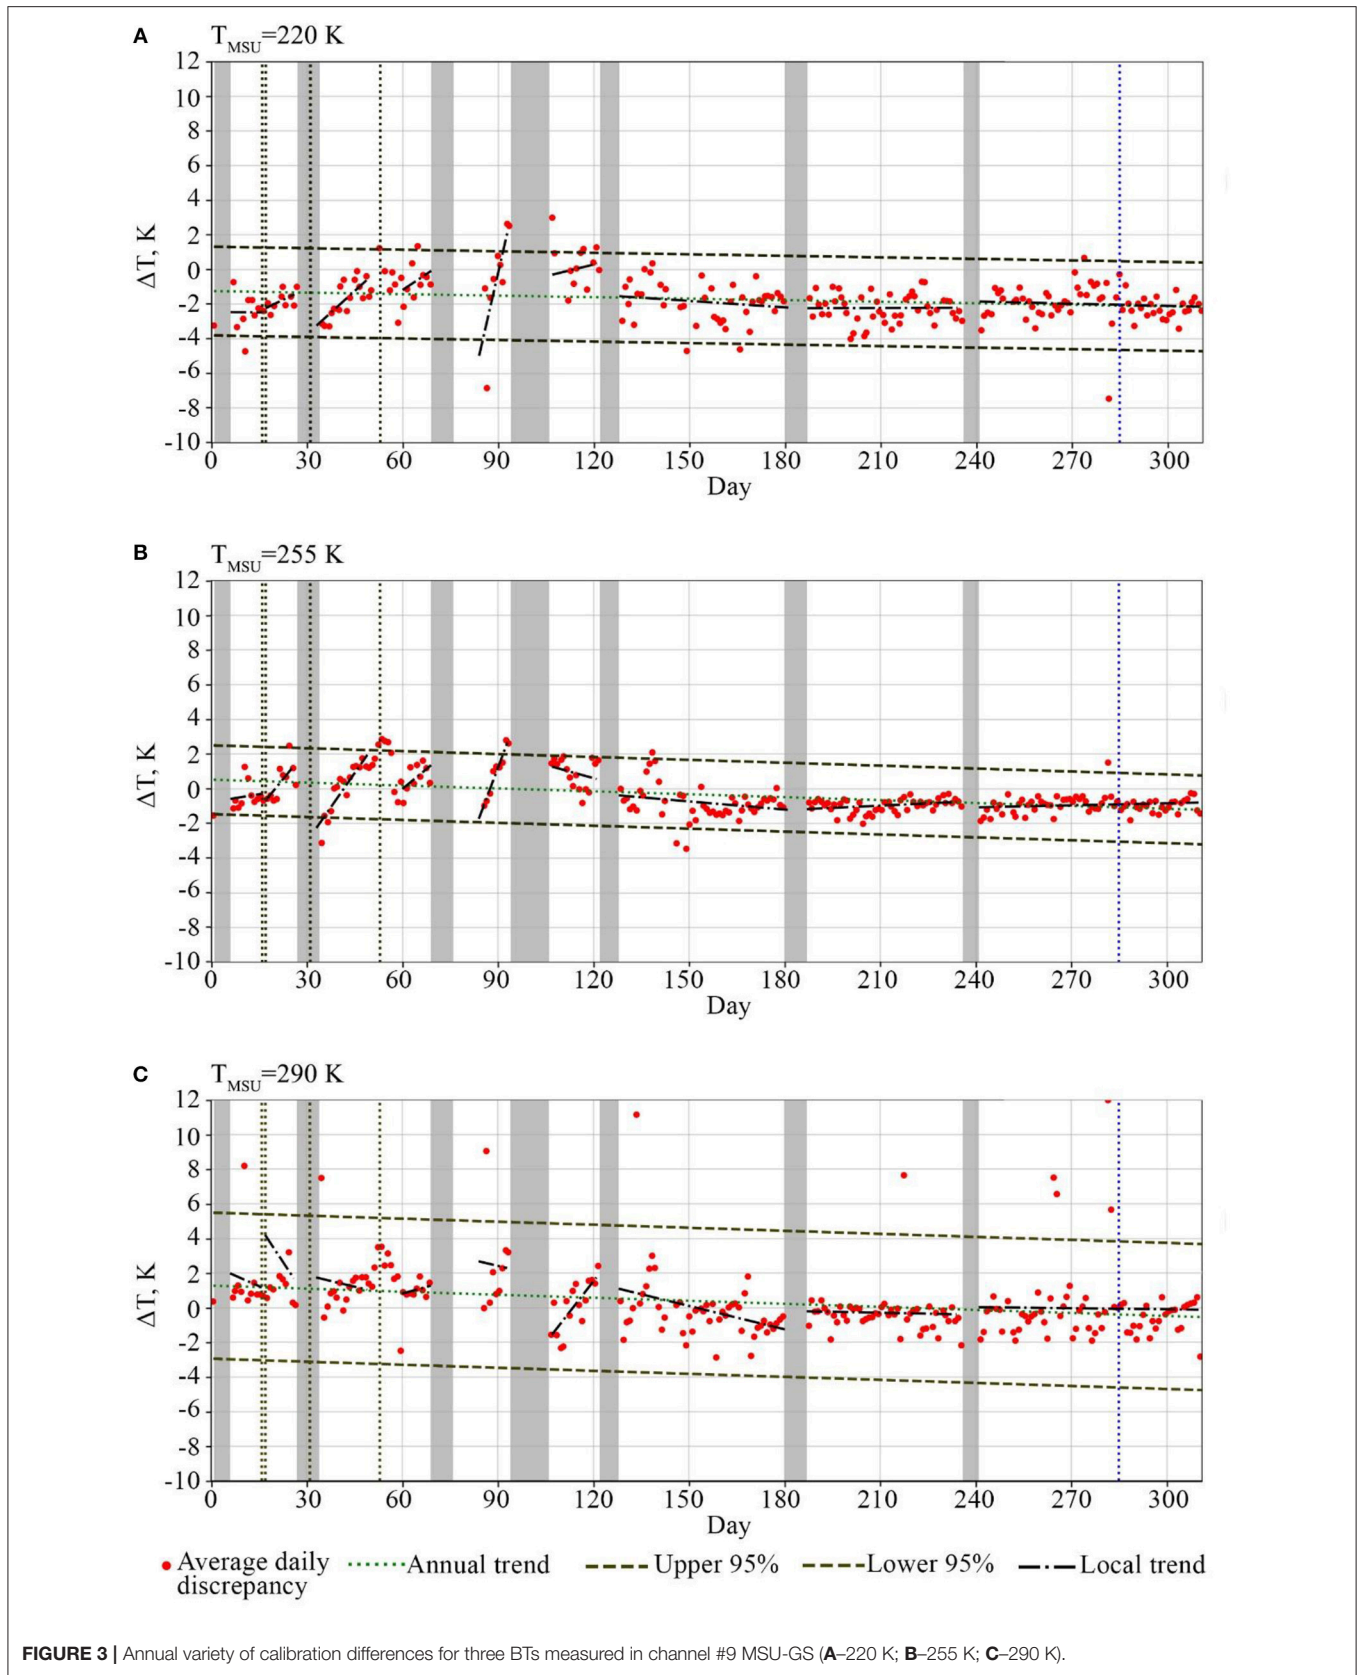 A
T_MSU=220 K
12
10
8
6
4
2
0
-2
-4
-6
-8
-10
ΔT, K
0 30 60 90 120 150 180 210 240 270 300
Day
B
T_MSU=255 K
12
10
8
6
4
2
0
-2
-4
-6
-8
-10
ΔT, K
0 30 60 90 120 150 180 210 240 270 300
Day
C
T_MSU=290 K
12
10
8
6
4
2
0
-2
-4
-6
-8
-10
ΔT, K
0 30 60 90 120 150 180 210 240 270 300
Day
Average daily
discrepancy
Annual trend
Upper 95%
Lower 95%
Local trend
FIGURE 3 | Annual variety of calibration differences for three BTs measured in channel #9 MSU-GS (A–220 K; B–255 K; C–290 K).